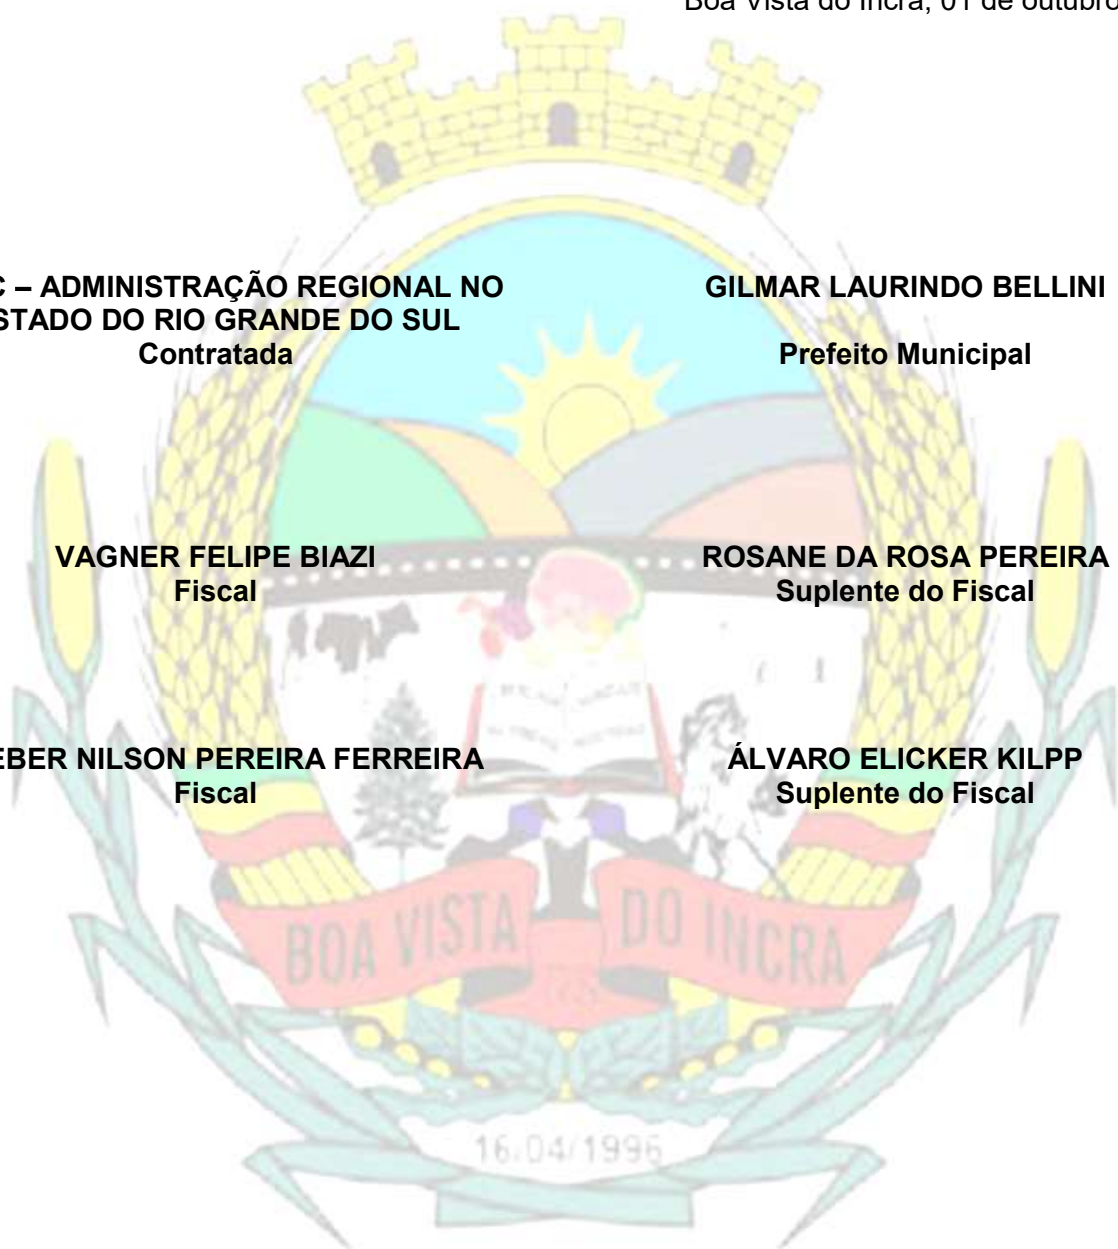 Boa Vista do Incra, 01 de outubro
– ADMINISTRAÇÃO REGIONAL NO
STADO DO RIO GRANDE DO SUL
Contratada
GILMAR LAURINDO BELLINI
Prefeito Municipal
VAGNER FELIPE BIAZI
Fiscal
ROSANE DA ROSA PEREIRA
Suplente do Fiscal
EBER NILSON PEREIRA FERREIRA
Fiscal
ÁLVARO ELICKER KILPP
Suplente do Fiscal
BOA VISTA DO INCRA
16/04/1996